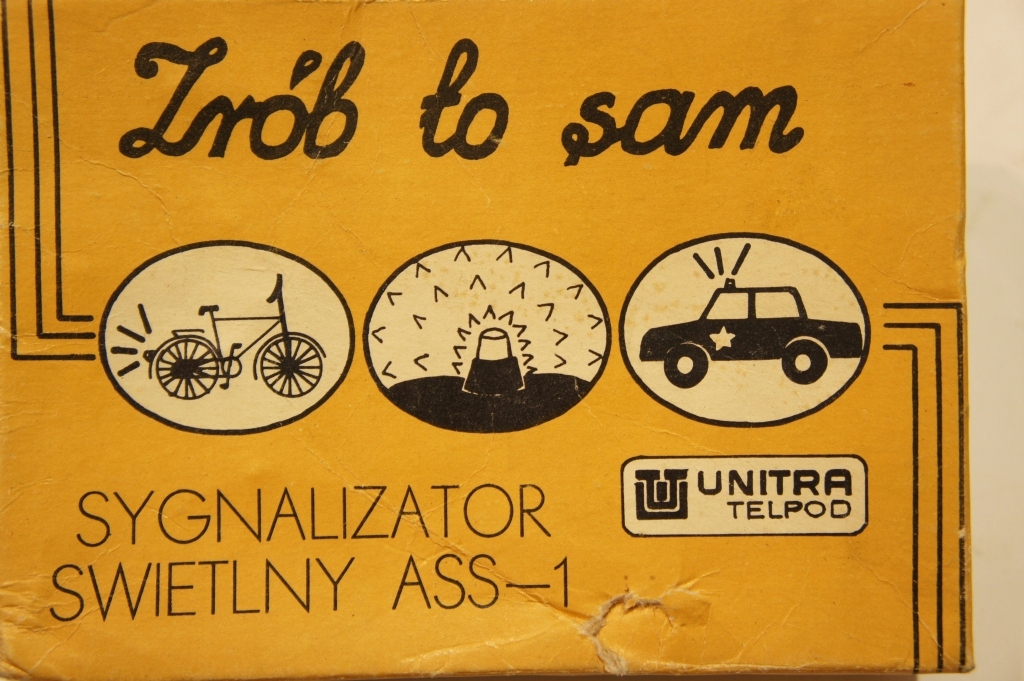 Zrób to sam
SYGNALIZATOR
SWIETLNY ASS-1
UNITRA
TELPOD